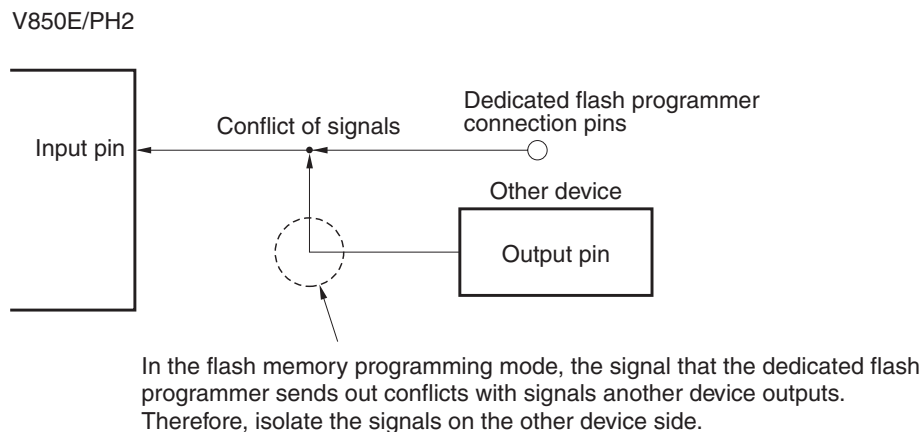 V850E/PH2
Dedicated flash programmer
connection pins
Conflict of signals
Input pin
Other device
Output pin
In the flash memory programming mode, the signal that the dedicated flash
programmer sends out conflicts with signals another device outputs.
Therefore, isolate the signals on the other device side.